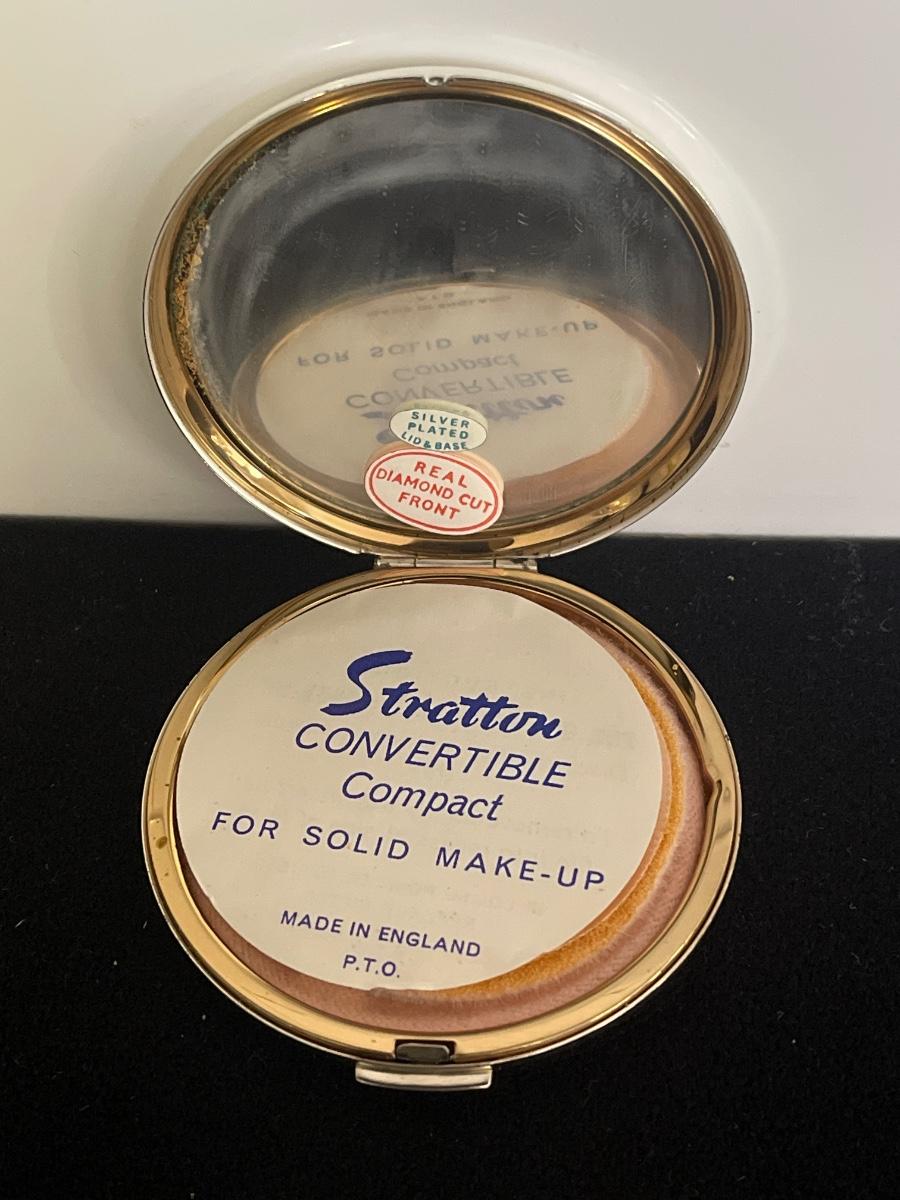 SILVER
PLATED
LID & BASE
REAL
DIAMOND CUT
FRONT
Stratton
CONVERTIBLE
Compact
FOR SOLID MAKE-UP
MADE IN ENGLAND
P.T.O.